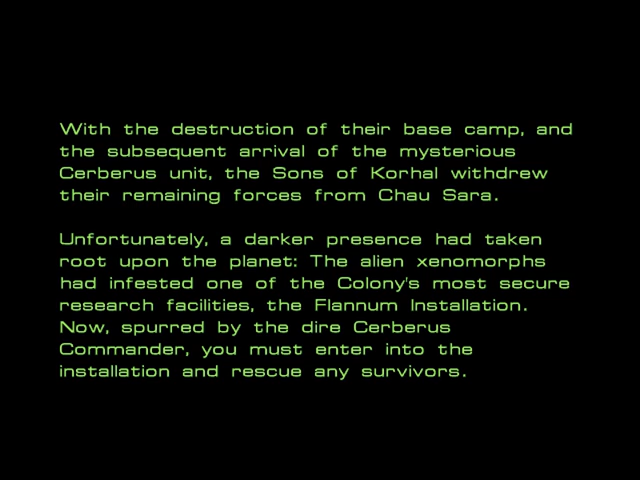 With the destruction of their base camp, and
the subsequent arrival of the mysterious
Cerberus unit, the Sons of Korhal withdrew
their remaining forces from Chau Sara.
Unfortunately, a darker presence had taken
root upon the planet: The alien xenomorphs
had infested one of the Colony's most secure
research facilities, the Flannum Installation.
Now, spurred by the dire Cerberus
Commander, you must enter into the
installation and rescue any survivors.